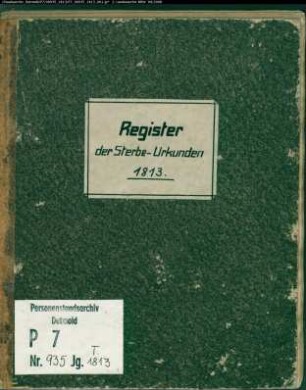 Register
der Sterbe-Urkunden
1813.
Personenstandsarchiv
Detmold
P 7
T.
Nr. 935 Jg. 1813